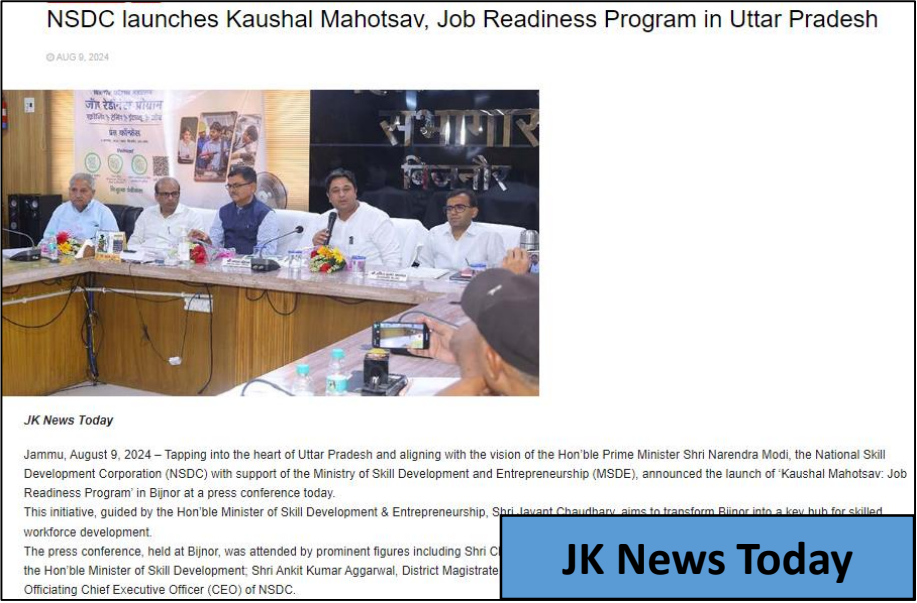 NSDC launches Kaushal Mahotsav, Job Readiness Program in Uttar Pradesh
AUG 9, 2024
प्रेस कॉन्फ्रेंस
सभागार
बिजनौर
JK News Today
Jammu, August 9, 2024 – Tapping into the heart of Uttar Pradesh and aligning with the vision of the Hon'ble Prime Minister Shri Narendra Modi, the National Skill
Development Corporation (NSDC) with support of the Ministry of Skill Development and Entrepreneurship (MSDE), announced the launch of 'Kaushal Mahotsav: Job
Readiness Program' in Bijnor at a press conference today.
This initiative, guided by the Hon'ble Minister of Skill Development & Entrepreneurship, Shri Jayant Chaudhary, aims to transform Bijnor into a key hub for skilled
workforce development.
The press conference, held at Bijnor, was attended by prominent figures including Shri
the Hon'ble Minister of Skill Development; Shri Ankit Kumar Aggarwal, District Magistrate
Officiating Chief Executive Officer (CEO) of NSDC.
JK News Today